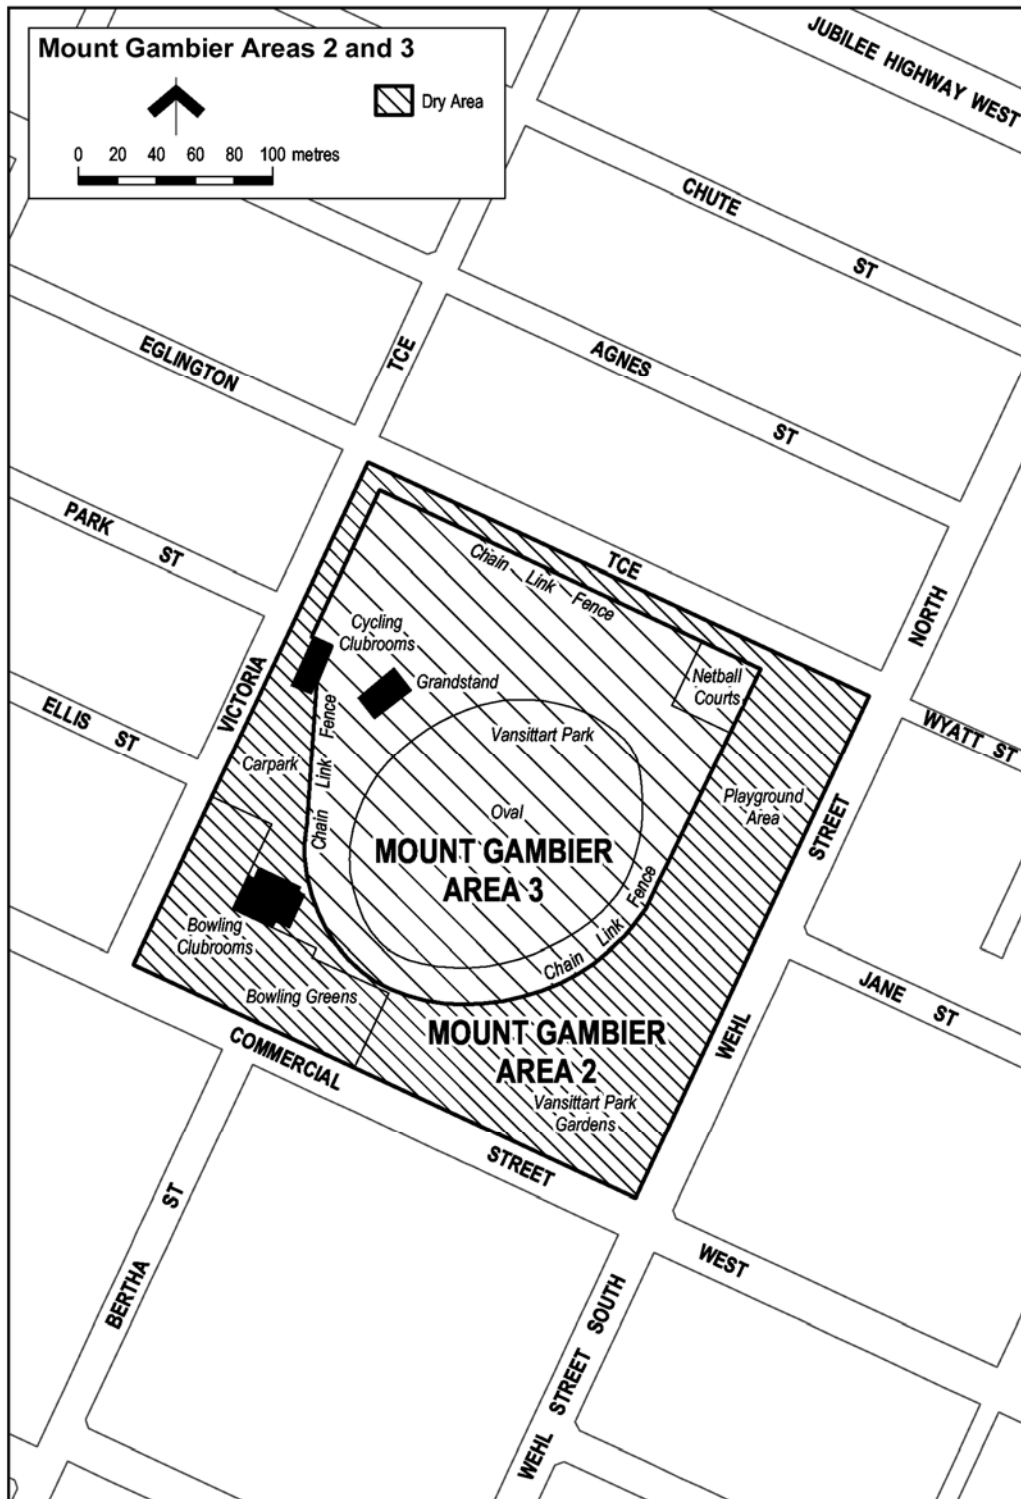 Mount Gambier Areas 2 and 3
Dry Area
0 20 40 60 80 100 metres
JUBILEE HIGHWAY WEST
CHUTE
ST
AGNES
ST
EGLINGTON
TCE
TCE
PARK
ST
ELLIS
ST
VICTORIA
NORTH
WYATT ST
STREET
WEHL
JANE
ST
Chain Link Fence
Cycling
Clubrooms
Grandstand
Netball
Courts
Vansittart Park
Chain Link Fence
Carpark
Playground
Area
Oval
MOUNT GAMBIER
AREA 3
Chain Link Fence
Bowling
Clubrooms
Bowling Greens
MOUNT GAMBIER
AREA 2
Vansittart Park
Gardens
COMMERCIAL
STREET
WEST
BERTHA
ST
WEHL STREET SOUTH